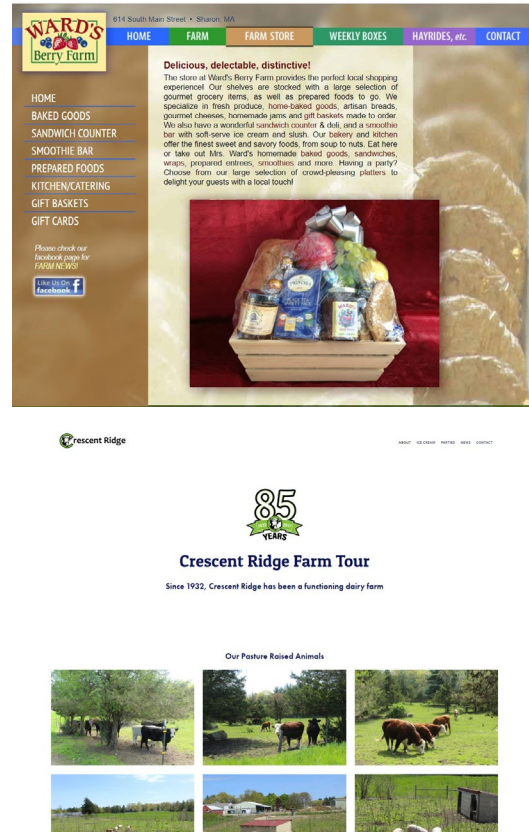 614 South Main Street • Sharon, MA
WARD'S
Berry Farm
HOME
FARM
FARM STORE
WEEKLY BOXES
HAYRIDES, etc.
CONTACT
HOME
BAKED GOODS
SANDWICH COUNTER
SMOOTHIE BAR
PREPARED FOODS
KITCHEN/CATERING
GIFT BASKETS
GIFT CARDS
Please check our
facebook page for
FARM NEWS!
Like Us On
facebook
Delicious, delectable, distinctive!
The store at Ward's Berry Farm provides the perfect local shopping
experience! Our shelves are stocked with a large selection of
gourmet grocery items, as well as prepared foods to go. We
specialize in fresh produce, home-baked goods, artisan breads,
gourmet cheeses, homemade jams and gift baskets made to order.
We also have a wonderful sandwich counter & deli, and a smoothie
bar with soft-serve ice cream and slush. Our bakery and kitchen
offer the finest sweet and savory foods, from soup to nuts. Eat here
or take out Mrs. Ward's homemade baked goods, sandwiches,
wraps, prepared entrees, smoothies and more. Having a party?
Choose from our large selection of crowd-pleasing platters to
delight your guests with a local touch!
TWININGS
WARD'S
Crescent Ridge
ABOUT
ICE CREAM
PARTIES
NEWS
CONTACT
85
YEARS
Crescent Ridge Farm Tour
Since 1932, Crescent Ridge has been a functioning dairy farm
Our Pasture Raised Animals